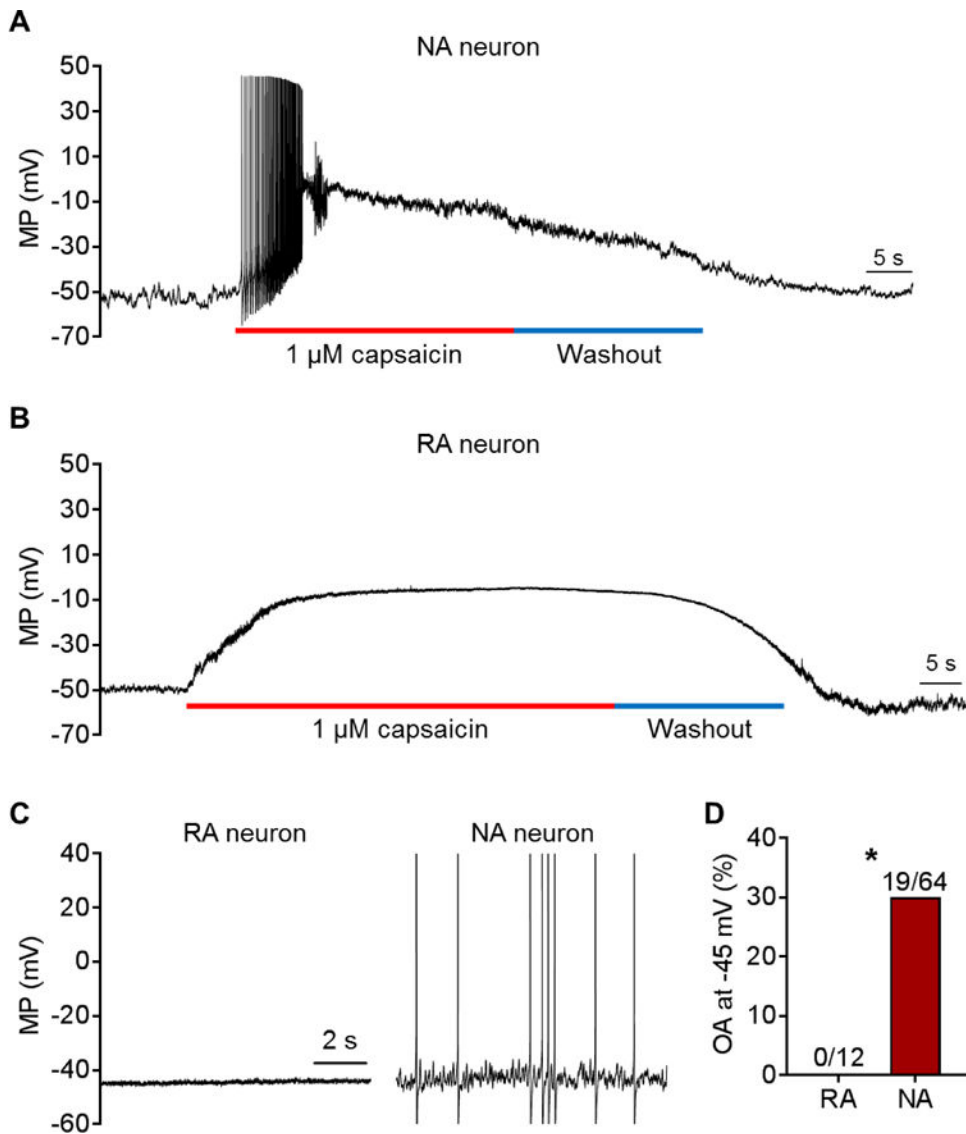 A
NA neuron
50
30
10
-10
-30
-50
-70
MP (mV)
5 s
1 µM capsaicin
Washout
B
RA neuron
50
30
10
-10
-30
-50
-70
MP (mV)
5 s
1 µM capsaicin
Washout
C
RA neuron
NA neuron
40
20
0
-20
-40
-60
MP (mV)
2 s
D
40
30
20
10
0
OA at -45 mV (%)
*
19/64
0/12
RA
NA